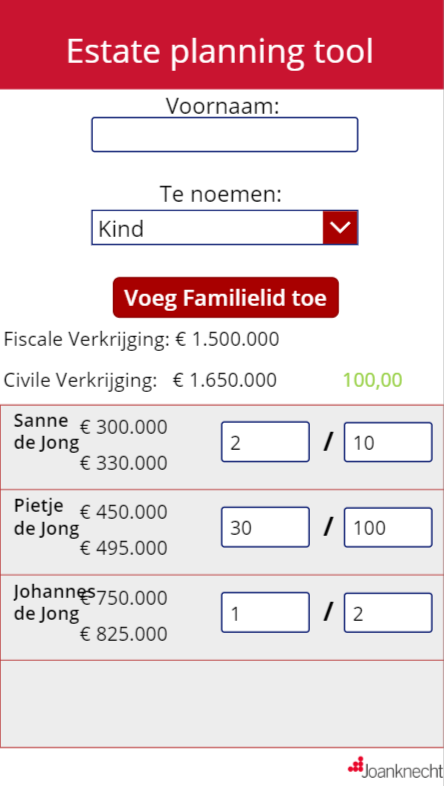 Estate planning tool
Voornaam:
Te noemen:
Kind
Voeg Familielid toe
Fiscale Verkrijging: € 1.500.000
Civile Verkrijging: € 1.650.000 100,00
Sanne € 300.000
de Jong 2 / 10
€ 330.000
Pietje € 450.000
de Jong 30 / 100
€ 495.000
Johannes € 750.000
de Jong 1 / 2
€ 825.000
Joanknecht